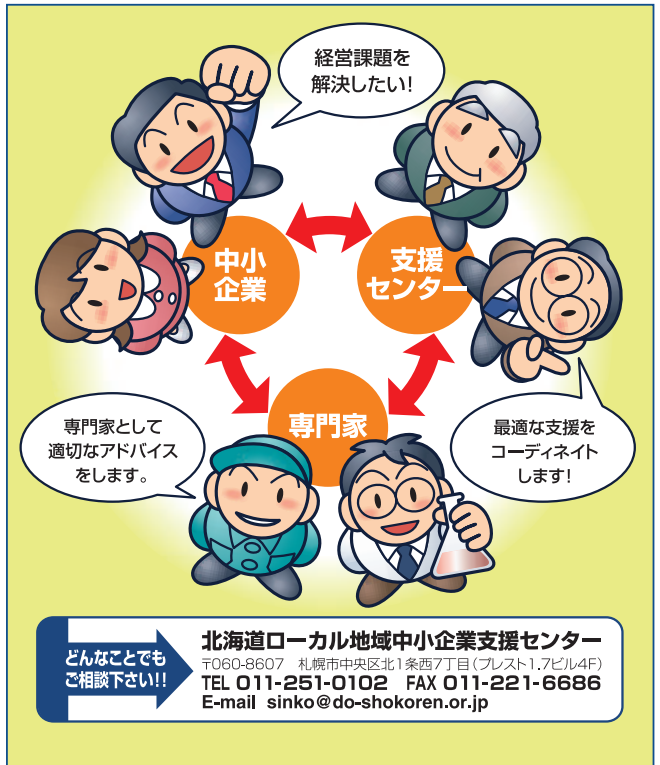 経営課題を
解決したい!
中小
企業
支援
センター
専門家
専門家として
適切なアドバイス
をします。
最適な支援を
コーディネイト
します!
どんなことでも
ご相談下さい!!
北海道ローカル地域中小企業支援センター
〒060-8607 札幌市中央区北1条西7丁目(プレスト1.7ビル4F)
TEL 011-251-0102 FAX 011-221-6686
E-mail sinko@do-shokoren.or.jp